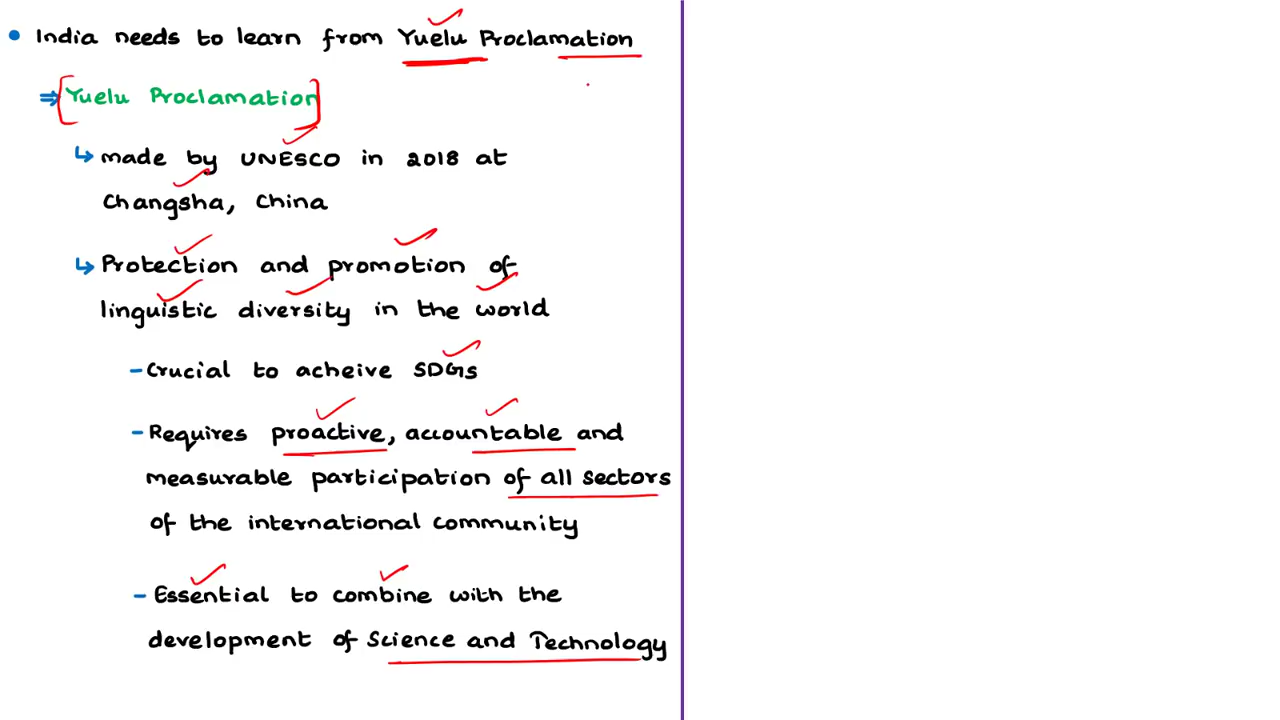 • India needs to learn from Yuelu Proclamation
⇒ [Yuelu Proclamation]
↳ made by UNESCO in 2018 at
Changsha, China
↳ Protection and promotion of
linguistic diversity in the world
- Crucial to acheive SDGs
- Requires proactive, accountable and
measurable participation of all sectors
of the international community
- Essential to combine with the
development of Science and Technology